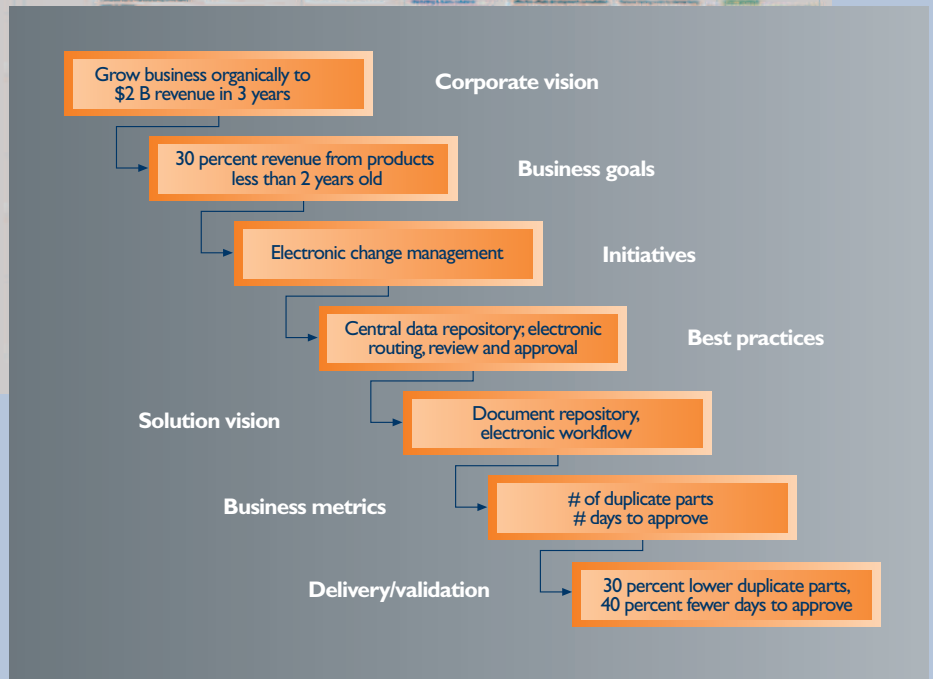 Grow business organically to
$2 B revenue in 3 years
Corporate vision
30 percent revenue from products
less than 2 years old
Business goals
Electronic change management
Initiatives
Central data repository; electronic
routing, review and approval
Best practices
Solution vision
Document repository,
electronic workflow
Business metrics
# of duplicate parts
# days to approve
Delivery/validation
30 percent lower duplicate parts,
40 percent fewer days to approve